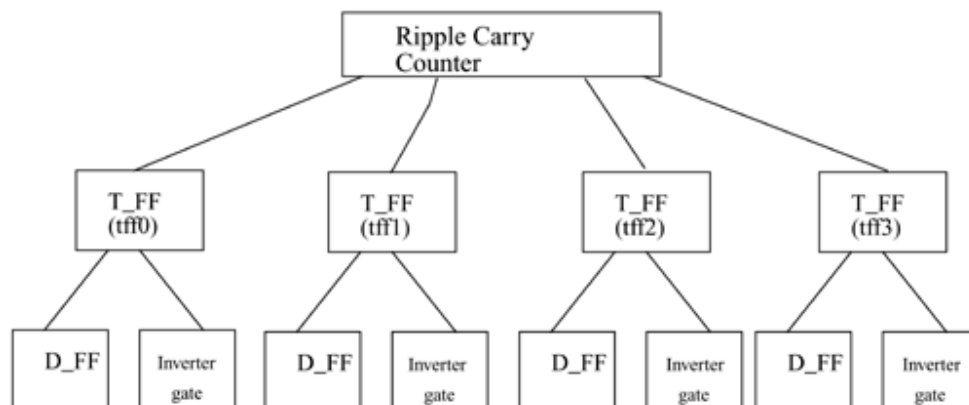 Ripple Carry
Counter
T_FF
(tff0)
T_FF
(tff1)
T_FF
(tff2)
T_FF
(tff3)
D_FF
Inverter
gate
D_FF
Inverter
gate
D_FF
Inverter
gate
D_FF
Inverter
gate